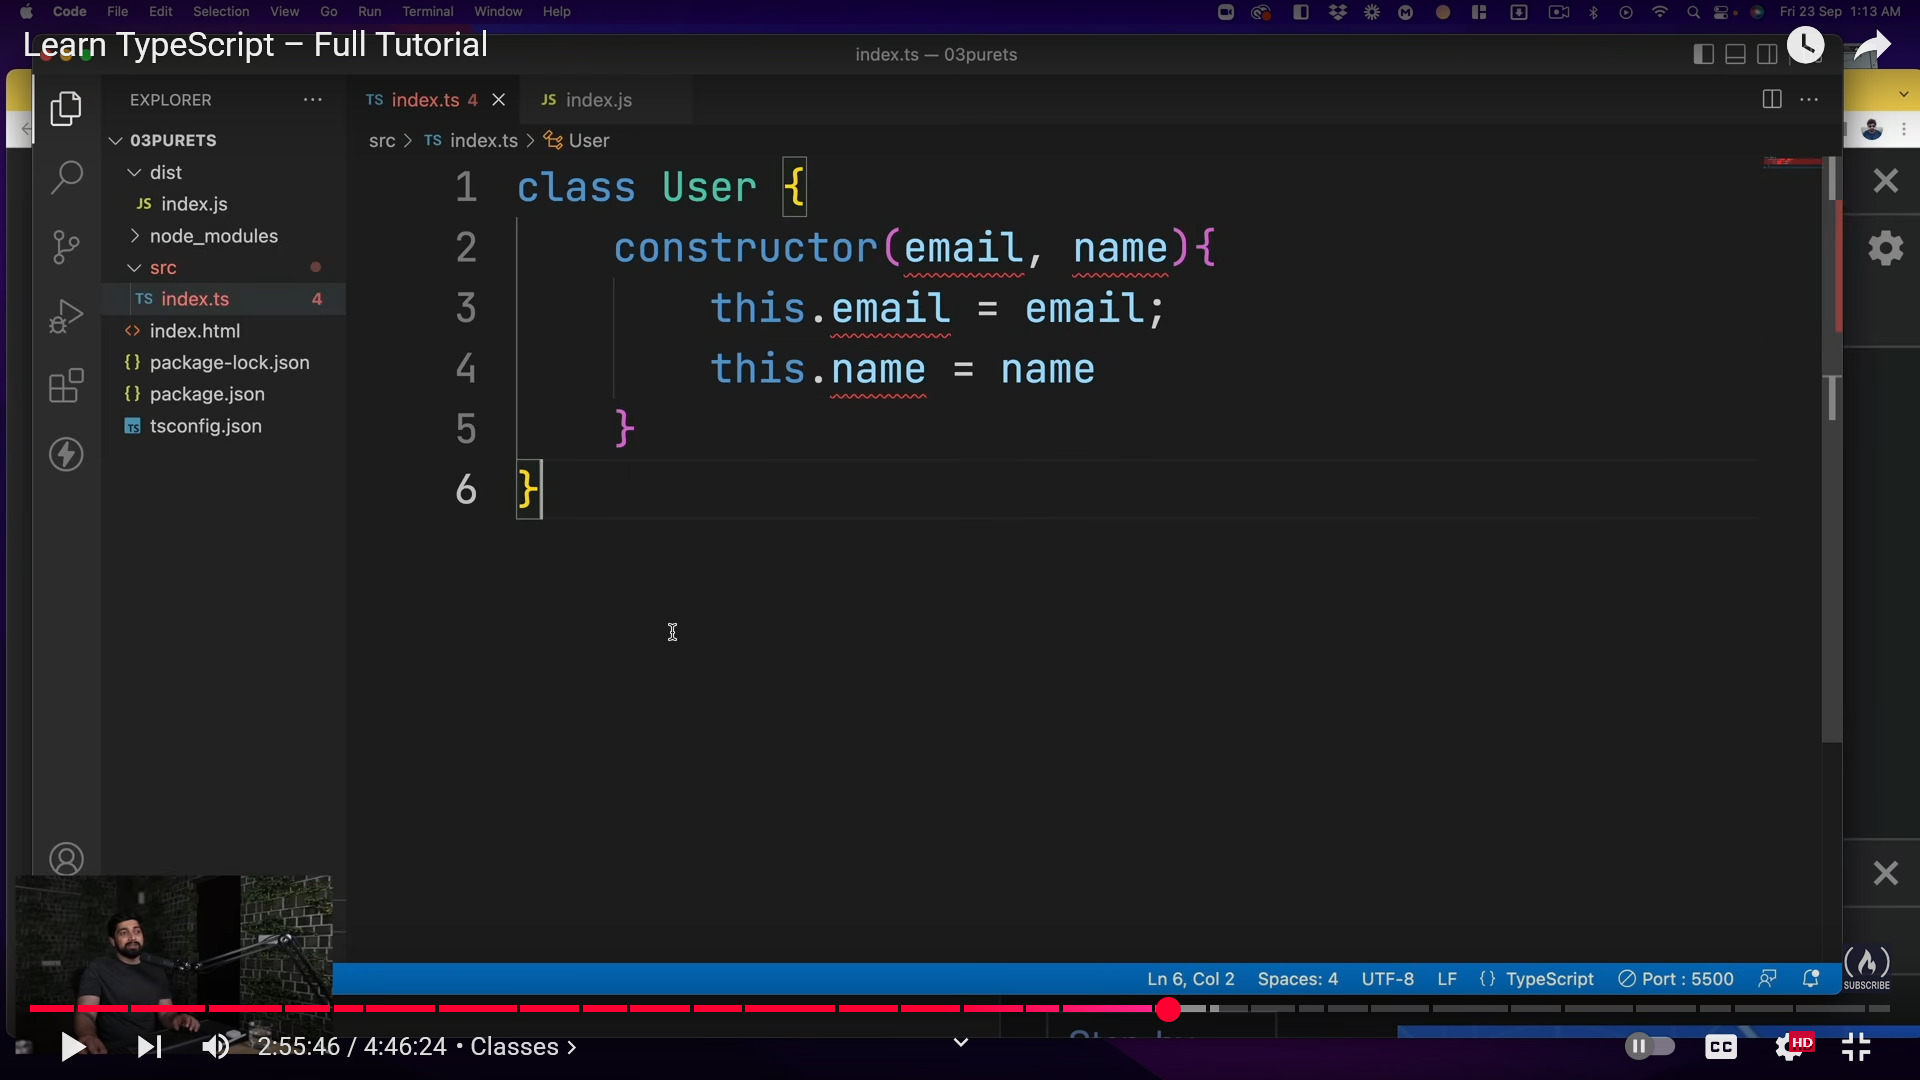 Code File Edit Selection View Go Run Terminal Window Help
Fri 23 Sep 1:13 AM
Learn TypeScript – Full Tutorial
index.ts — 03purets
EXPLORER
TS index.ts 4
JS index.js
src > TS index.ts > User
03PURETS
dist
JS index.js
node_modules
src
TS index.ts 4
<> index.html
{} package-lock.json
{} package.json
TS tsconfig.json
1 class User {
2 constructor(email, name){
3 this.email = email;
4 this.name = name
5 }
6 }
Ln 6, Col 2 Spaces: 4 UTF-8 LF {} TypeScript Port : 5500
SUBSCRIBE
2:55:46 / 4:46:24 • Classes >
CC
HD